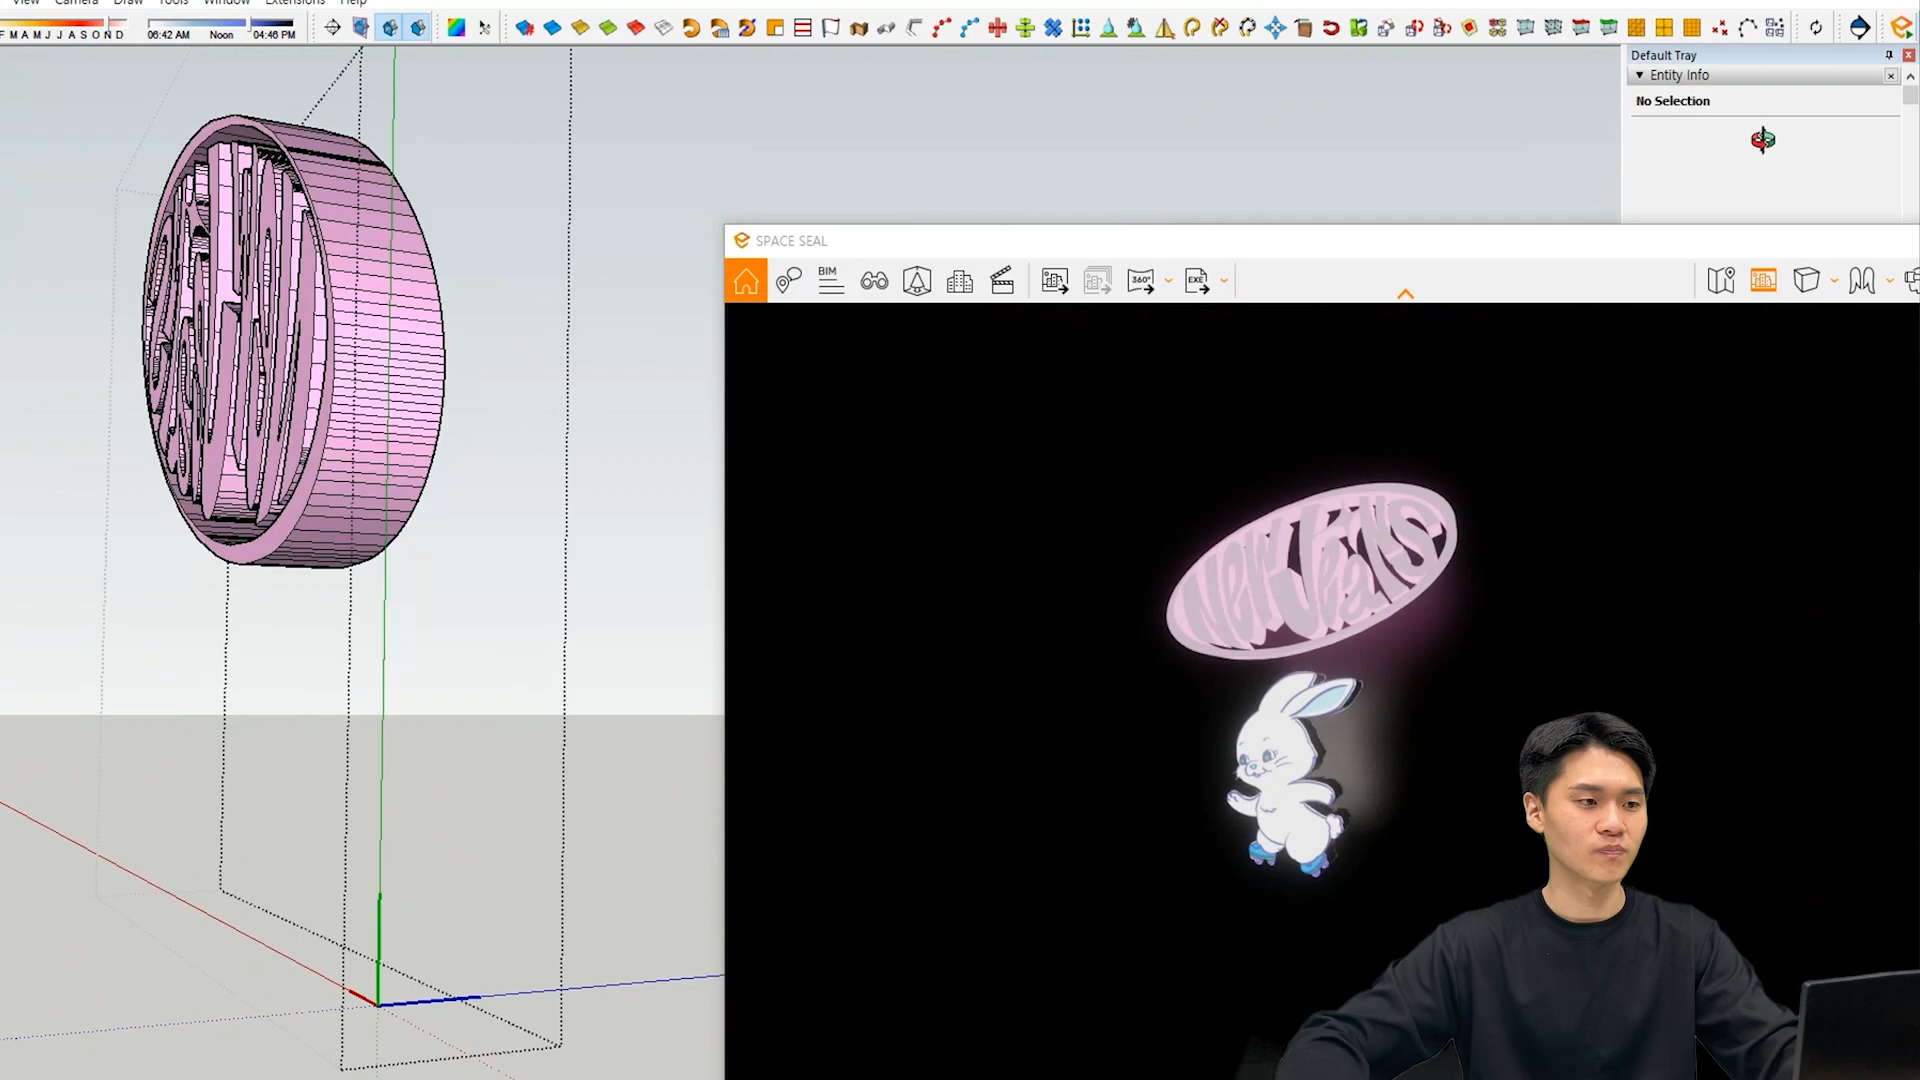 View Camera Draw Tools Window Extensions Help
F M A M J J A S O N D
06:42 AM Noon 04:46 PM
Default Tray
Entity Info
No Selection
SPACE SEAL
BIM
360°
EXE
NewJeans